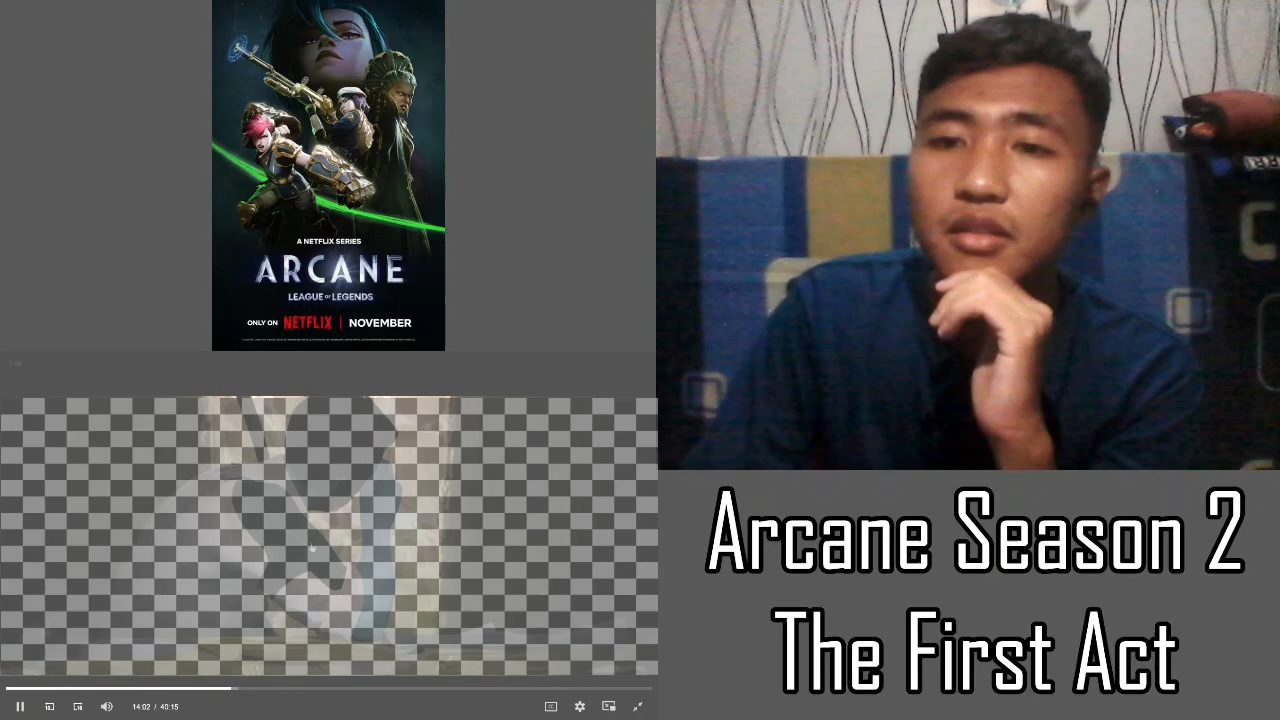 A NETFLIX SERIES
ARCANE
LEAGUE OF LEGENDS
ONLY ON NETFLIX | NOVEMBER
14:02 / 40:15
Arcane Season 2
The First Act